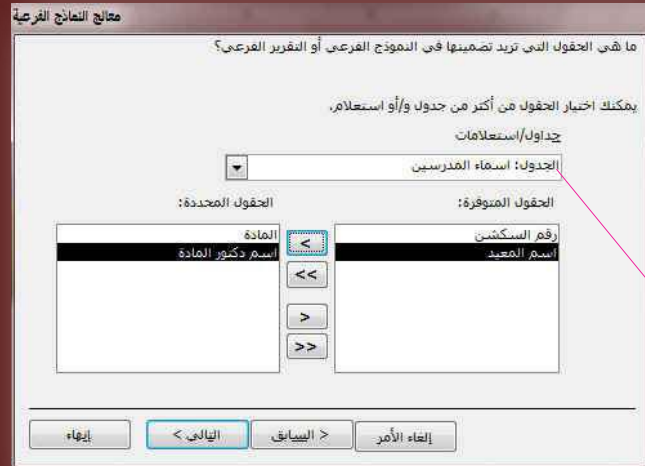 معالج النماذج الفرعية
ما هي الحقول التي تريد تضمينها في النموذج الفرعي أو التقرير الفرعي؟
يمكنك اختيار الحقول من أكثر من جدول و/أو استعلام.
جداول/استعلامات
الجدول: اسماء المدرسين
الحقول المتوفرة:
الحقول المحددة:
رقم السكشن
اسم المعيد
المادة
اسم دكتور المادة
<
<<
>
>>
إلغاء الأمر
< السابق
التالي >
إنهاء